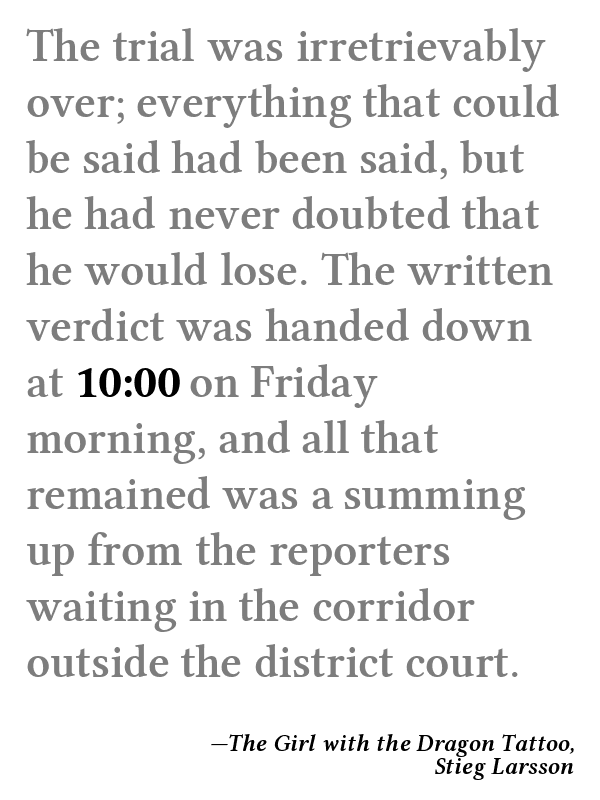 The trial was irretrievably
over; everything that could
be said had been said, but
he had never doubted that
he would lose. The written
verdict was handed down
at 10:00 on Friday
morning, and all that
remained was a summing
up from the reporters
waiting in the corridor
outside the district court.
—The Girl with the Dragon Tattoo,
Stieg Larsson